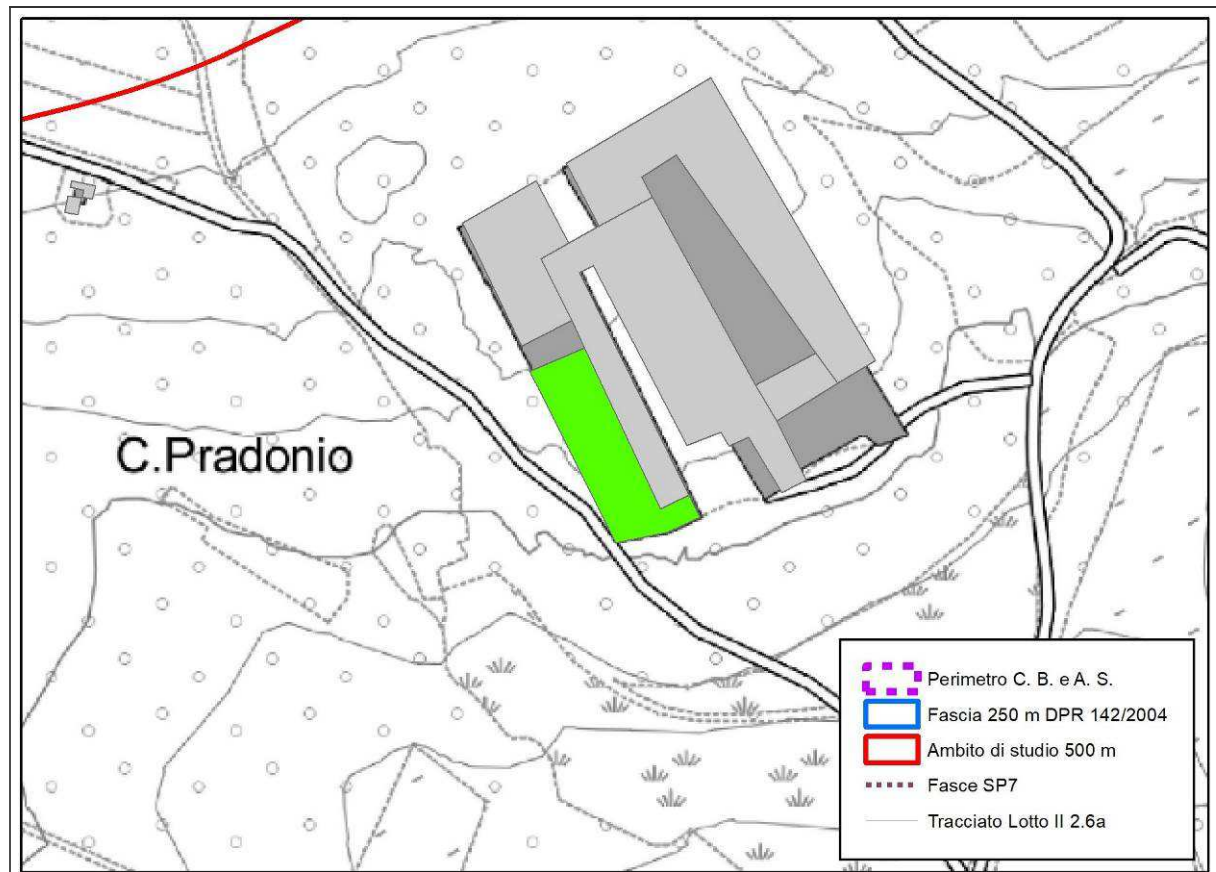 C.Pradonio
Perimetro C. B. e A. S.
Fascia 250 m DPR 142/2004
Ambito di studio 500 m
Fasce SP7
Tracciato Lotto II 2.6a